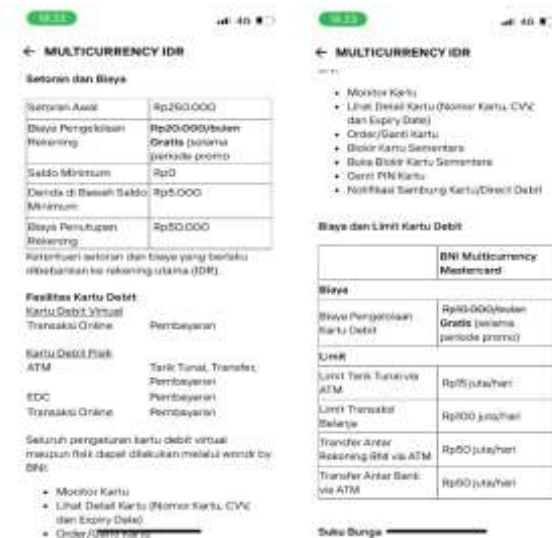 18.33
4G
← MULTICURRENCY IDR
Setoran dan Biaya
Setoran Awal Rp250.000
Biaya Pengelolaan Rekening Rp20.000/bulan
Gratis (selama periode promo
Saldo Minimum Rp0
Denda di Bawah Saldo Minimum Rp5.000
Biaya Penutupan Rekening Rp50.000
Ketentuan setoran dan biaya yang berlaku
dibebankan ke rekening utama (IDR).
Fasilitas Kartu Debit
Kartu Debit Virtual
Transaksi Online Pembayaran
Kartu Debit Fisik
ATM Tarik Tunai, Transfer,
Pembayaran
EDC Pembayaran
Transaksi Online Pembayaran
Seluruh pengaturan kartu debit virtual
maupun fisik dapat dilakukan melalui wondr by
BNI:
• Monitor Kartu
• Lihat Detail Kartu (Nomor Kartu, CVV,
dan Expiry Date)
• Order/Ganti Kartu
18.33
4G
← MULTICURRENCY IDR
• Monitor Kartu
• Lihat Detail Kartu (Nomor Kartu, CVV,
dan Expiry Date)
• Order/Ganti Kartu
• Blokir Kartu Sementara
• Buka Blokir Kartu Sementara
• Ganti PIN Kartu
• Notifikasi Sambung Kartu/Direct Debit
Biaya dan Limit Kartu Debit
BNI Multicurrency
Mastercard
Biaya
Biaya Pengelolaan Kartu Debit Rp10.000/bulan
Gratis (selama
periode promo)
Limit
Limit Tarik Tunai via ATM Rp15 juta/hari
Limit Transaksi Belanja Rp100 juta/hari
Transfer Antar Rekening BNI via ATM Rp50 juta/hari
Transfer Antar Bank via ATM Rp50 juta/hari
Suku Bunga